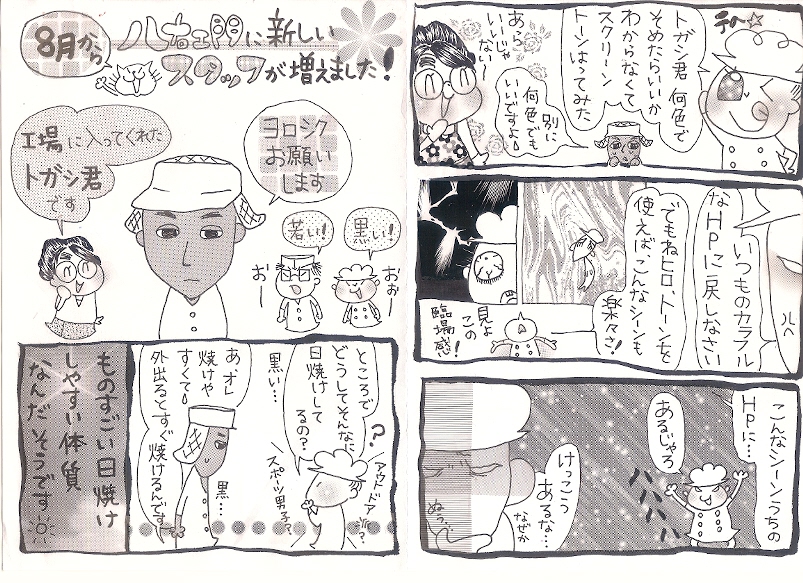 8月から
八右ヱ門に新しい
スタッフが増えました!
工場に入ってくれた
トガシ君
です
ヨロシク
お願い
します
若い!
黒い!
おー
おぉー
ところで
どうしてそんなに
日焼けして
るの?
?
黒い…
アウトドア派?
スポーツ男子?
あ、オレ
焼けや
すくて
外出るとすぐ焼けるんです
黒…
ものすごい日焼け
しやすい体質
なんだそうです
トガシ君 何色で
そめたらいいか
わからなくて
スクリーン
トーンはってみた
テヘ☆
別に
何色でも
いいですよ
あら
いいじゃ
ない〜
いつものカラフル
なHPに戻しなさい
でもねヒロ、トーンを
使えば、こんなシーンも
楽々さ!
見よ
この
臨場感!
こんなシーンうちの
HPに…
あるじゃろ
ハハハハ
けっこう
あるな…
なぜか
ぬぅ…